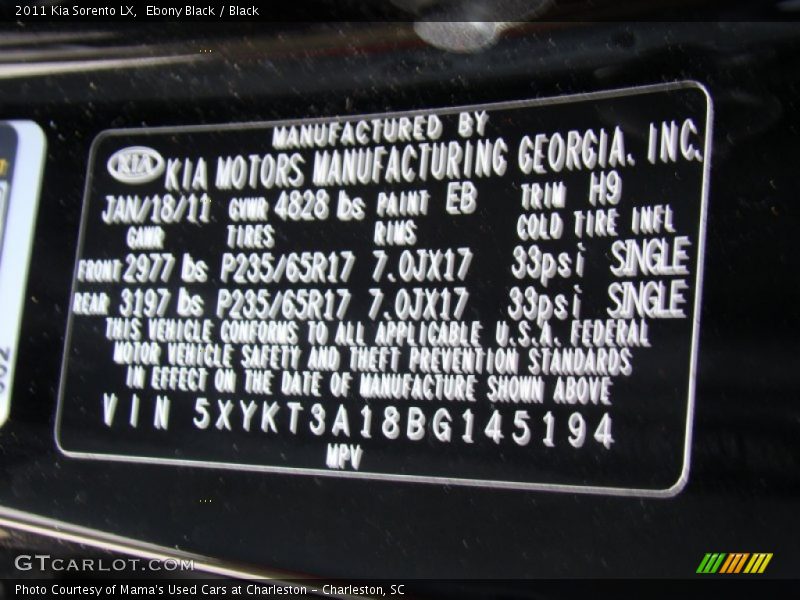 2011 Kia Sorento LX,  Ebony Black / Black
MANUFACTURED BY
KIA KIA MOTORS MANUFACTURING GEORGIA, INC.
JAN/18/11 GVWR 4828 lbs PAINT EB TRIM H9
GAWR TIRES RIMS COLD TIRE INFL
FRONT 2977 lbs P235/65R17 7.0JX17 33psi SINGLE
REAR 3197 lbs P235/65R17 7.0JX17 33psi SINGLE
THIS VEHICLE CONFORMS TO ALL APPLICABLE U.S.A. FEDERAL
MOTOR VEHICLE SAFETY AND THEFT PREVENTION STANDARDS
IN EFFECT ON THE DATE OF MANUFACTURE SHOWN ABOVE
VIN 5XYKT3A18BG145194
MPV
GTCARLOT.COM
Photo Courtesy of Mama's Used Cars at Charleston – Charleston, SC